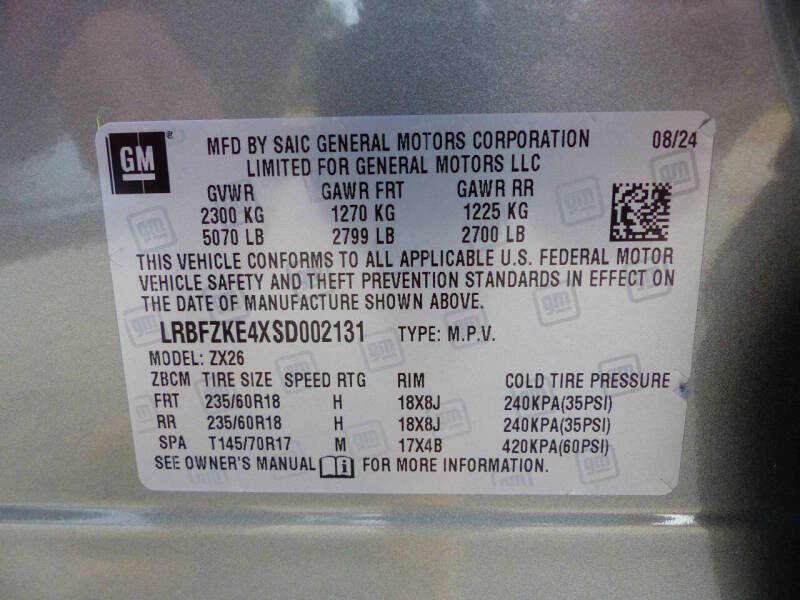 GM ® MFD BY SAIC GENERAL MOTORS CORPORATION 08/24
LIMITED FOR GENERAL MOTORS LLC
GVWR GAWR FRT GAWR RR
2300 KG 1270 KG 1225 KG
5070 LB 2799 LB 2700 LB
THIS VEHICLE CONFORMS TO ALL APPLICABLE U.S. FEDERAL MOTOR
VEHICLE SAFETY AND THEFT PREVENTION STANDARDS IN EFFECT ON
THE DATE OF MANUFACTURE SHOWN ABOVE.
LRBFZKE4XSD002131 TYPE: M.P.V.
MODEL: ZX26
ZBCM TIRE SIZE SPEED RTG RIM COLD TIRE PRESSURE
FRT 235/60R18 H 18X8J 240KPA(35PSI)
RR 235/60R18 H 18X8J 240KPA(35PSI)
SPA T145/70R17 M 17X4B 420KPA(60PSI)
SEE OWNER'S MANUAL i FOR MORE INFORMATION.